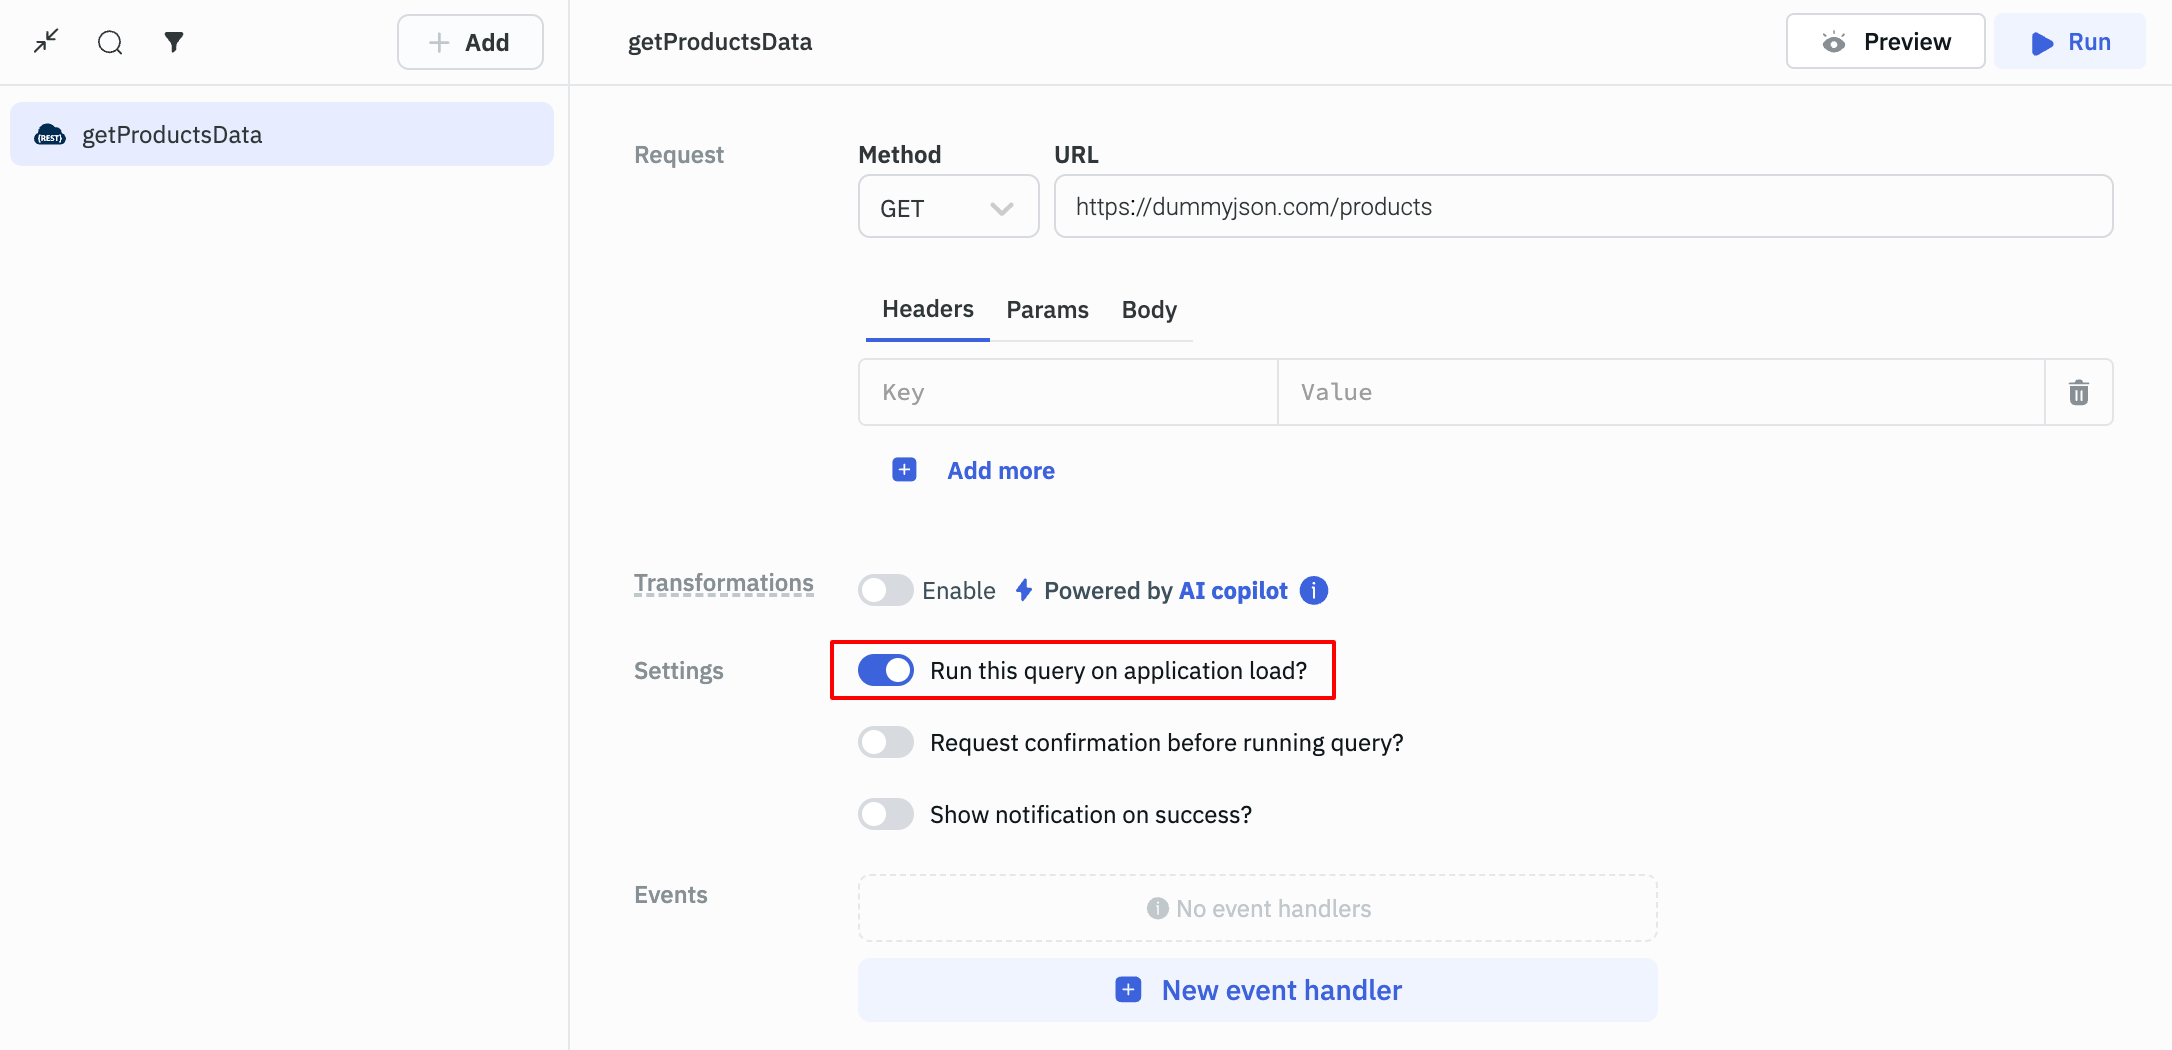 Add
getProductsData
Preview
Run
{REST}
getProductsData
Request
Method
URL
GET
https://dummyjson.com/products
Headers
Params
Body
Key
Value
Add more
Transformations
Enable
Powered by AI copilot
Settings
Run this query on application load?
Request confirmation before running query?
Show notification on success?
Events
No event handlers
New event handler